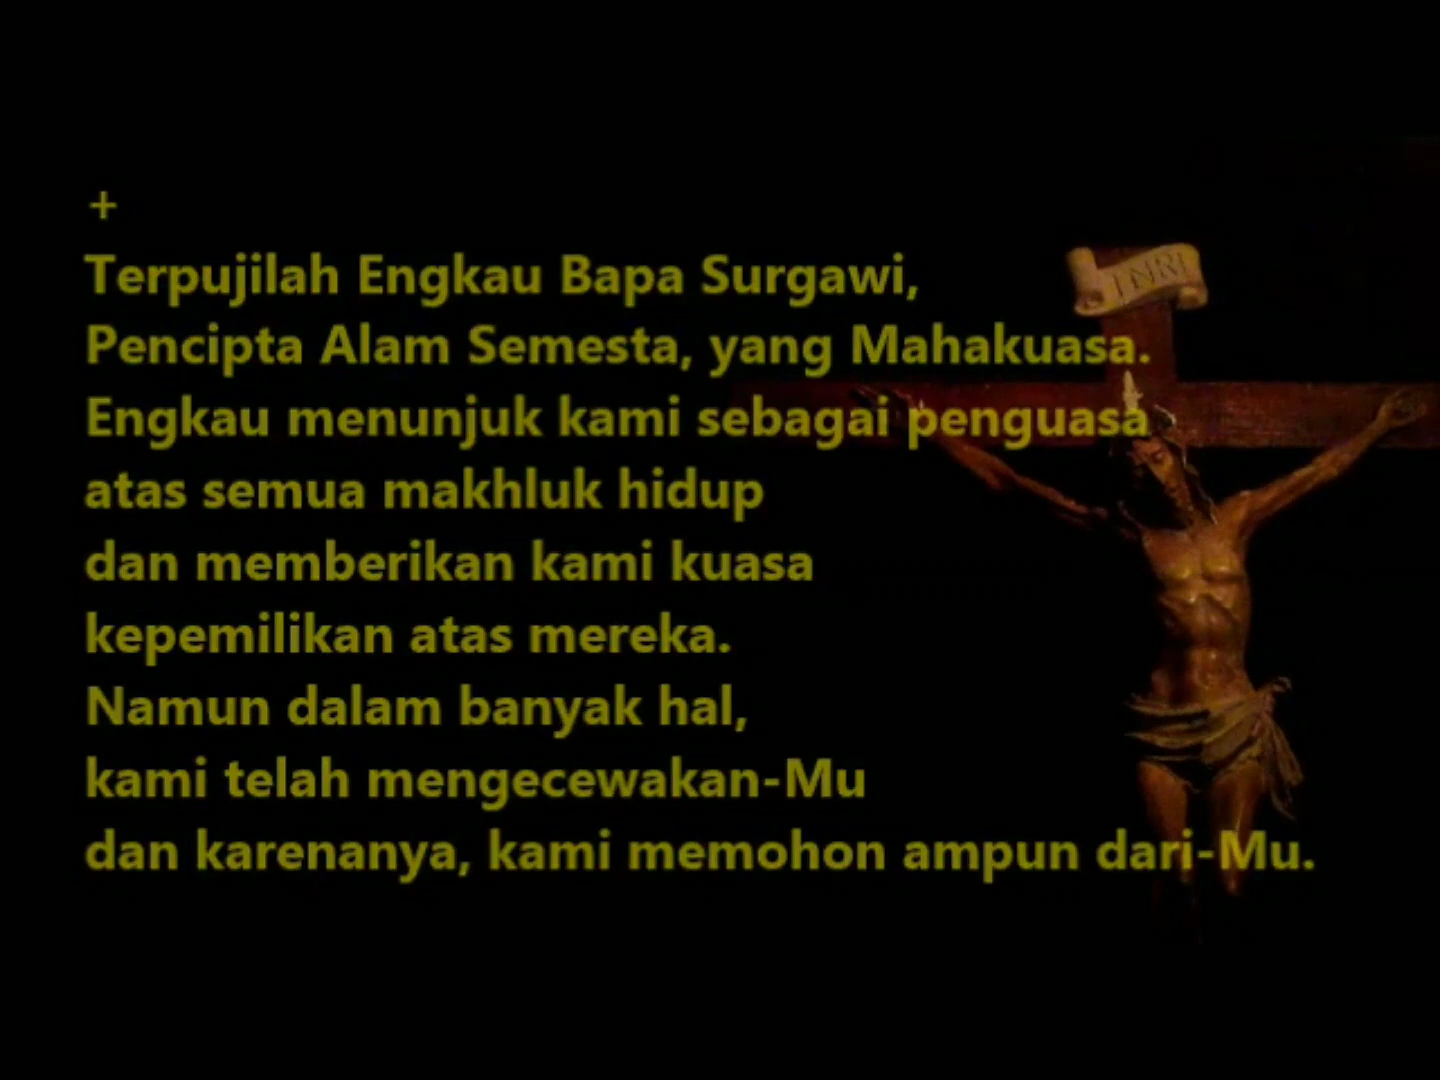 +
Terpujilah Engkau Bapa Surgawi,
Pencipta Alam Semesta, yang Mahakuasa.
Engkau menunjuk kami sebagai penguasa
atas semua makhluk hidup
dan memberikan kami kuasa
kepemilikan atas mereka.
Namun dalam banyak hal,
kami telah mengecewakan-Mu
dan karenanya, kami memohon ampun dari-Mu.
INRI